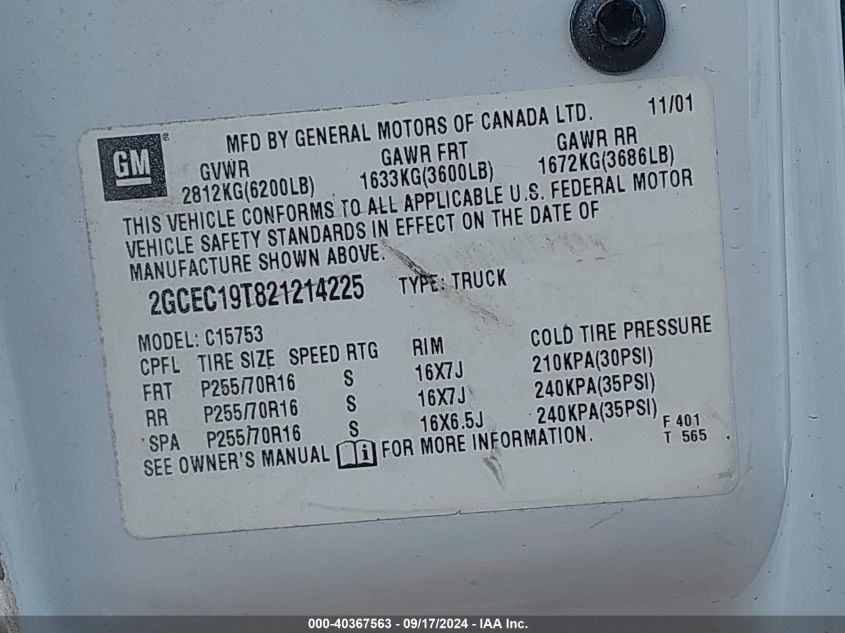 11/01
GM
®
MFD BY GENERAL MOTORS OF CANADA LTD.
GVWR GAWR FRT GAWR RR
2812KG(6200LB) 1633KG(3600LB) 1672KG(3686LB)
THIS VEHICLE CONFORMS TO ALL APPLICABLE U.S. FEDERAL MOTOR
VEHICLE SAFETY STANDARDS IN EFFECT ON THE DATE OF
MANUFACTURE SHOWN ABOVE.
2GCEC19T821214225 TYPE: TRUCK
MODEL: C15753
CPFL TIRE SIZE SPEED RTG RIM COLD TIRE PRESSURE
FRT P255/70R16 S 16X7J 210KPA(30PSI)
RR P255/70R16 S 16X7J 240KPA(35PSI)
SPA P255/70R16 S 16X6.5J 240KPA(35PSI)
SEE OWNER'S MANUAL i FOR MORE INFORMATION.
F 401
T 565
000-40367563 - 09/17/2024 - IAA Inc.